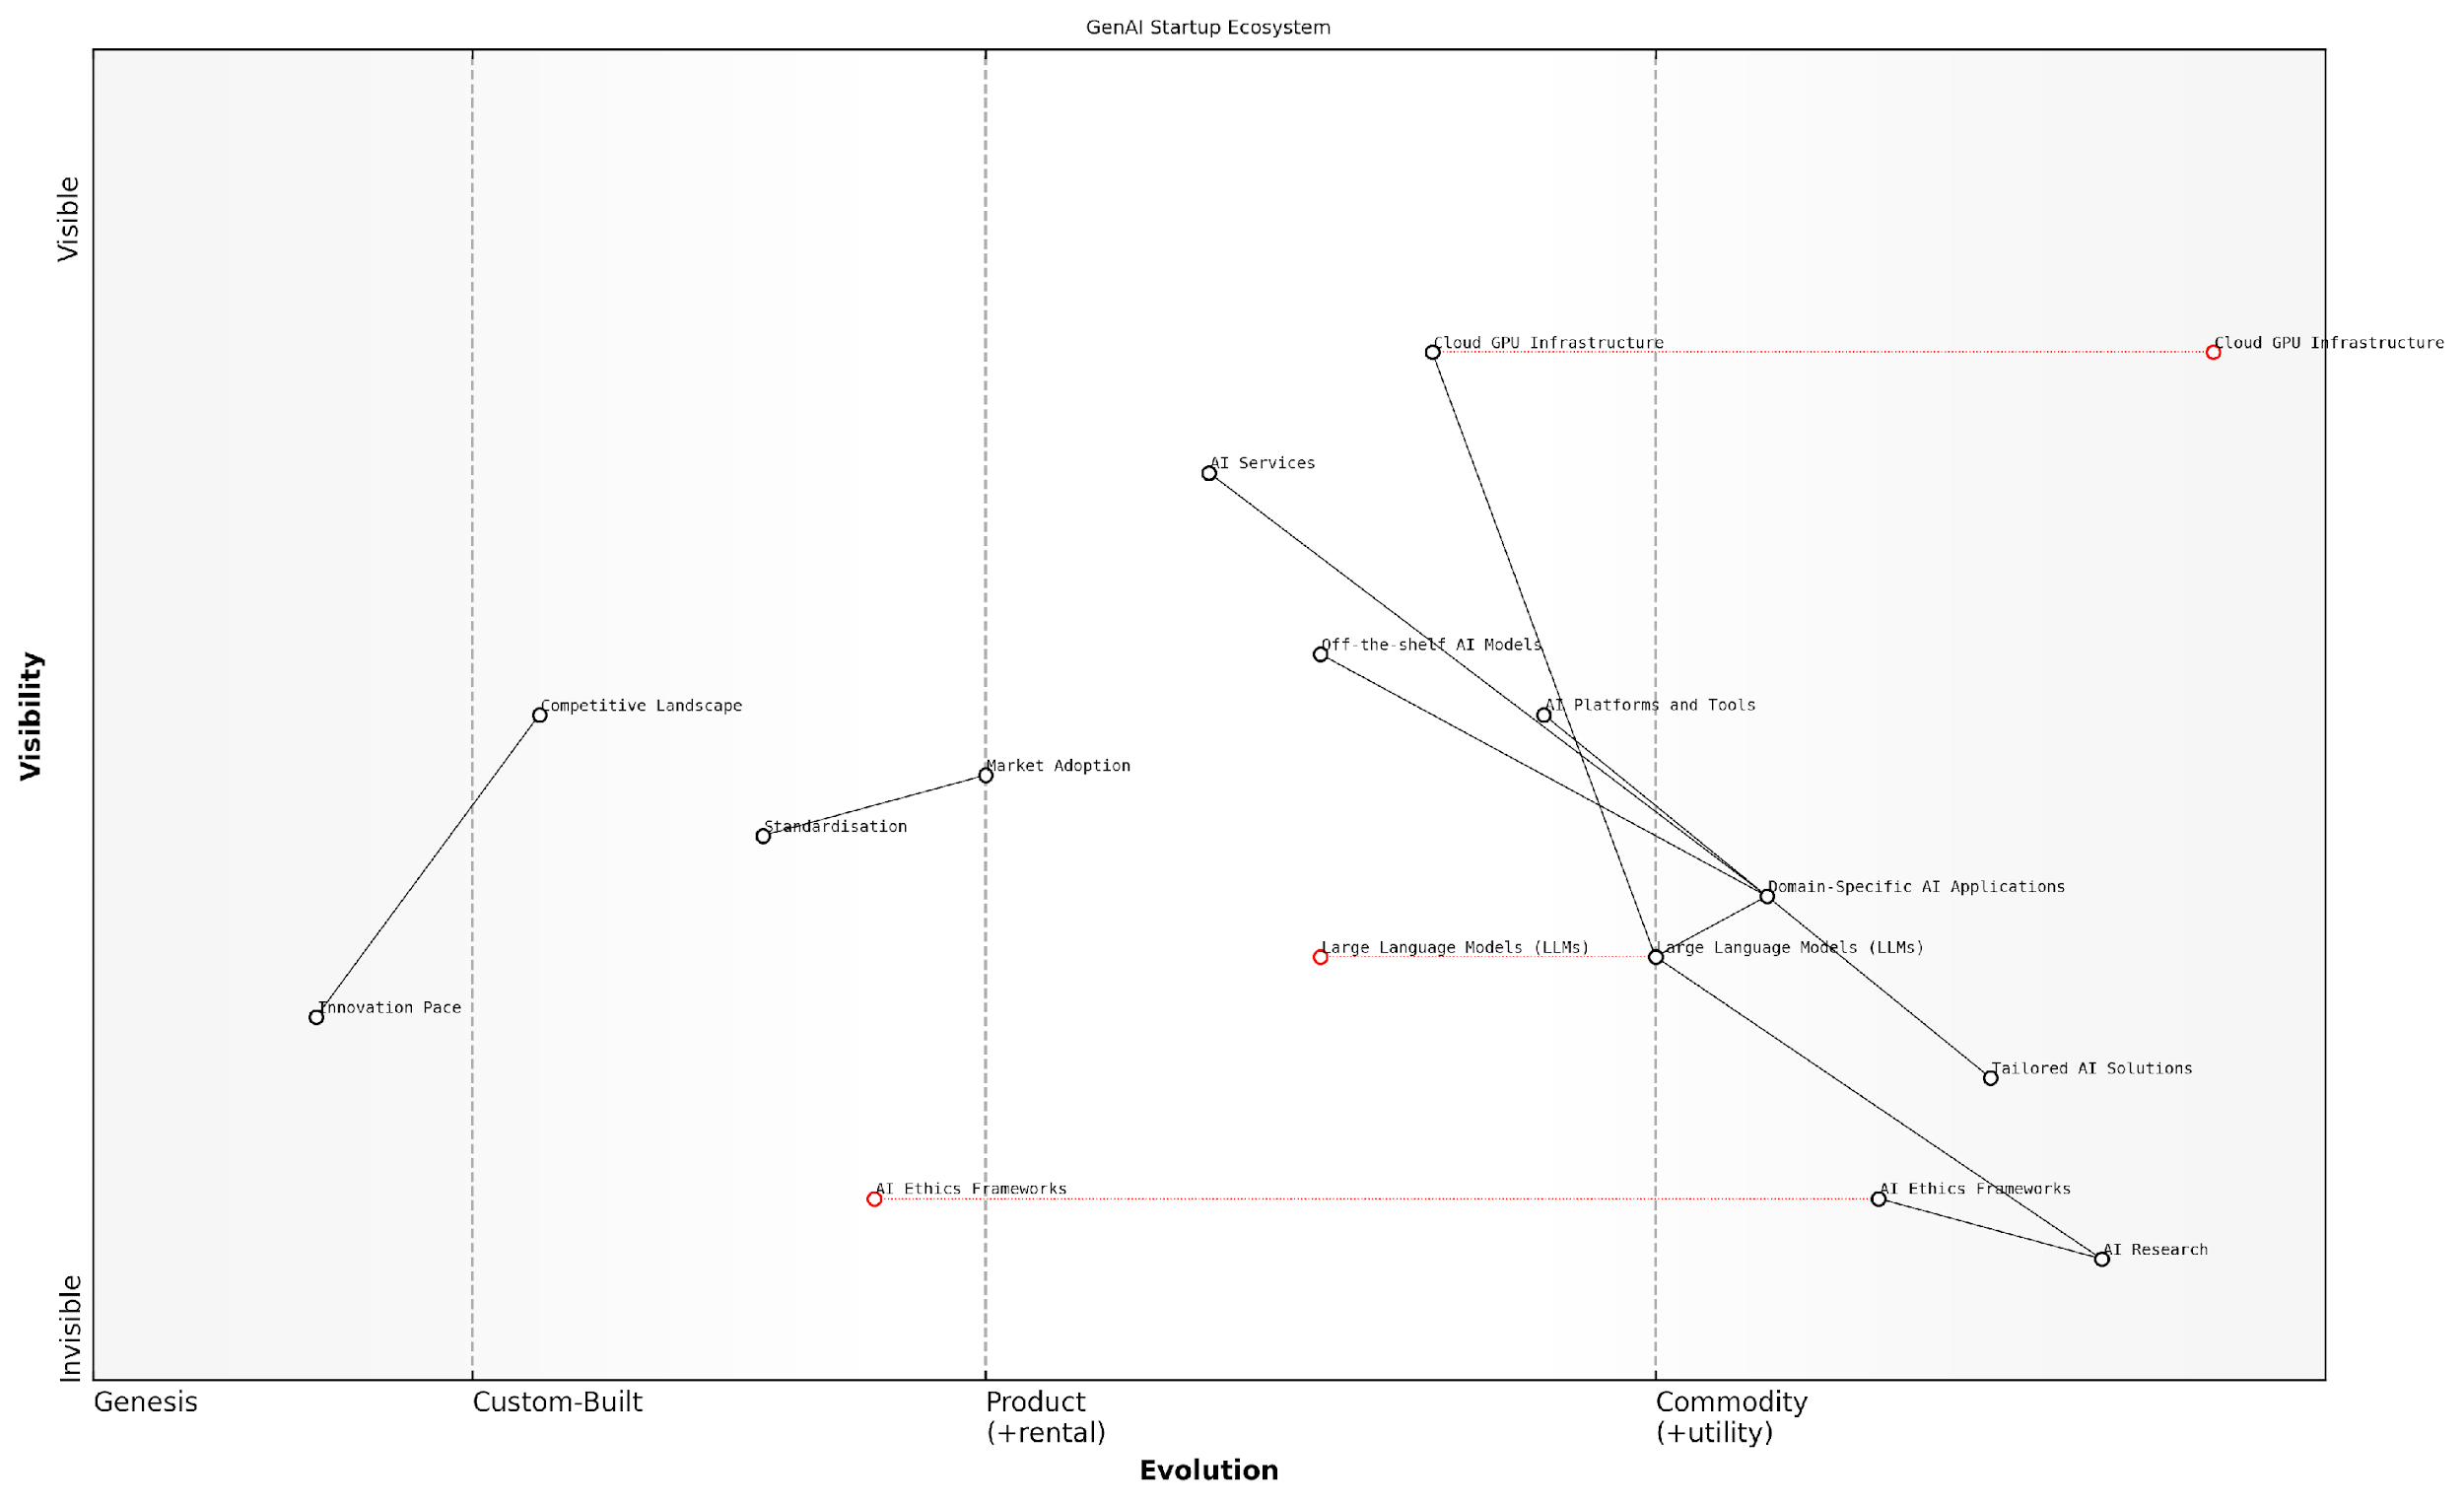 GenAI Startup Ecosystem
Visible
Cloud GPU Infrastructure
Cloud GPU Infrastructure
AI Services
Off-the-shelf AI Models
Competitive Landscape
AI Platforms and Tools
Visibility
Market Adoption
Standardisation
Domain-Specific AI Applications
Large Language Models (LLMs)
Large Language Models (LLMs)
Innovation Pace
Tailored AI Solutions
AI Ethics Frameworks
AI Ethics Frameworks
AI Research
Invisible
Genesis
Custom-Built
Product
(+rental)
Commodity
(+utility)
Evolution